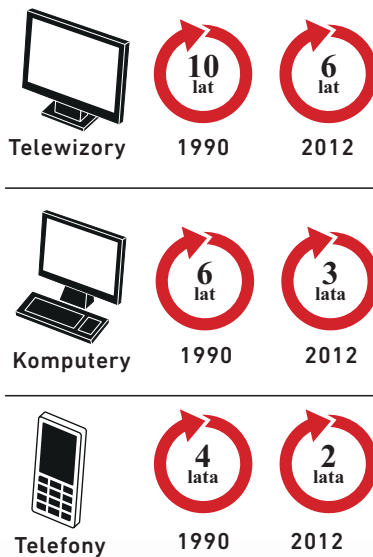 10
lat
6
lat
Telewizory
1990
2012
6
lat
3
lata
Komputery
1990
2012
4
lata
2
lata
Telefony
1990
2012